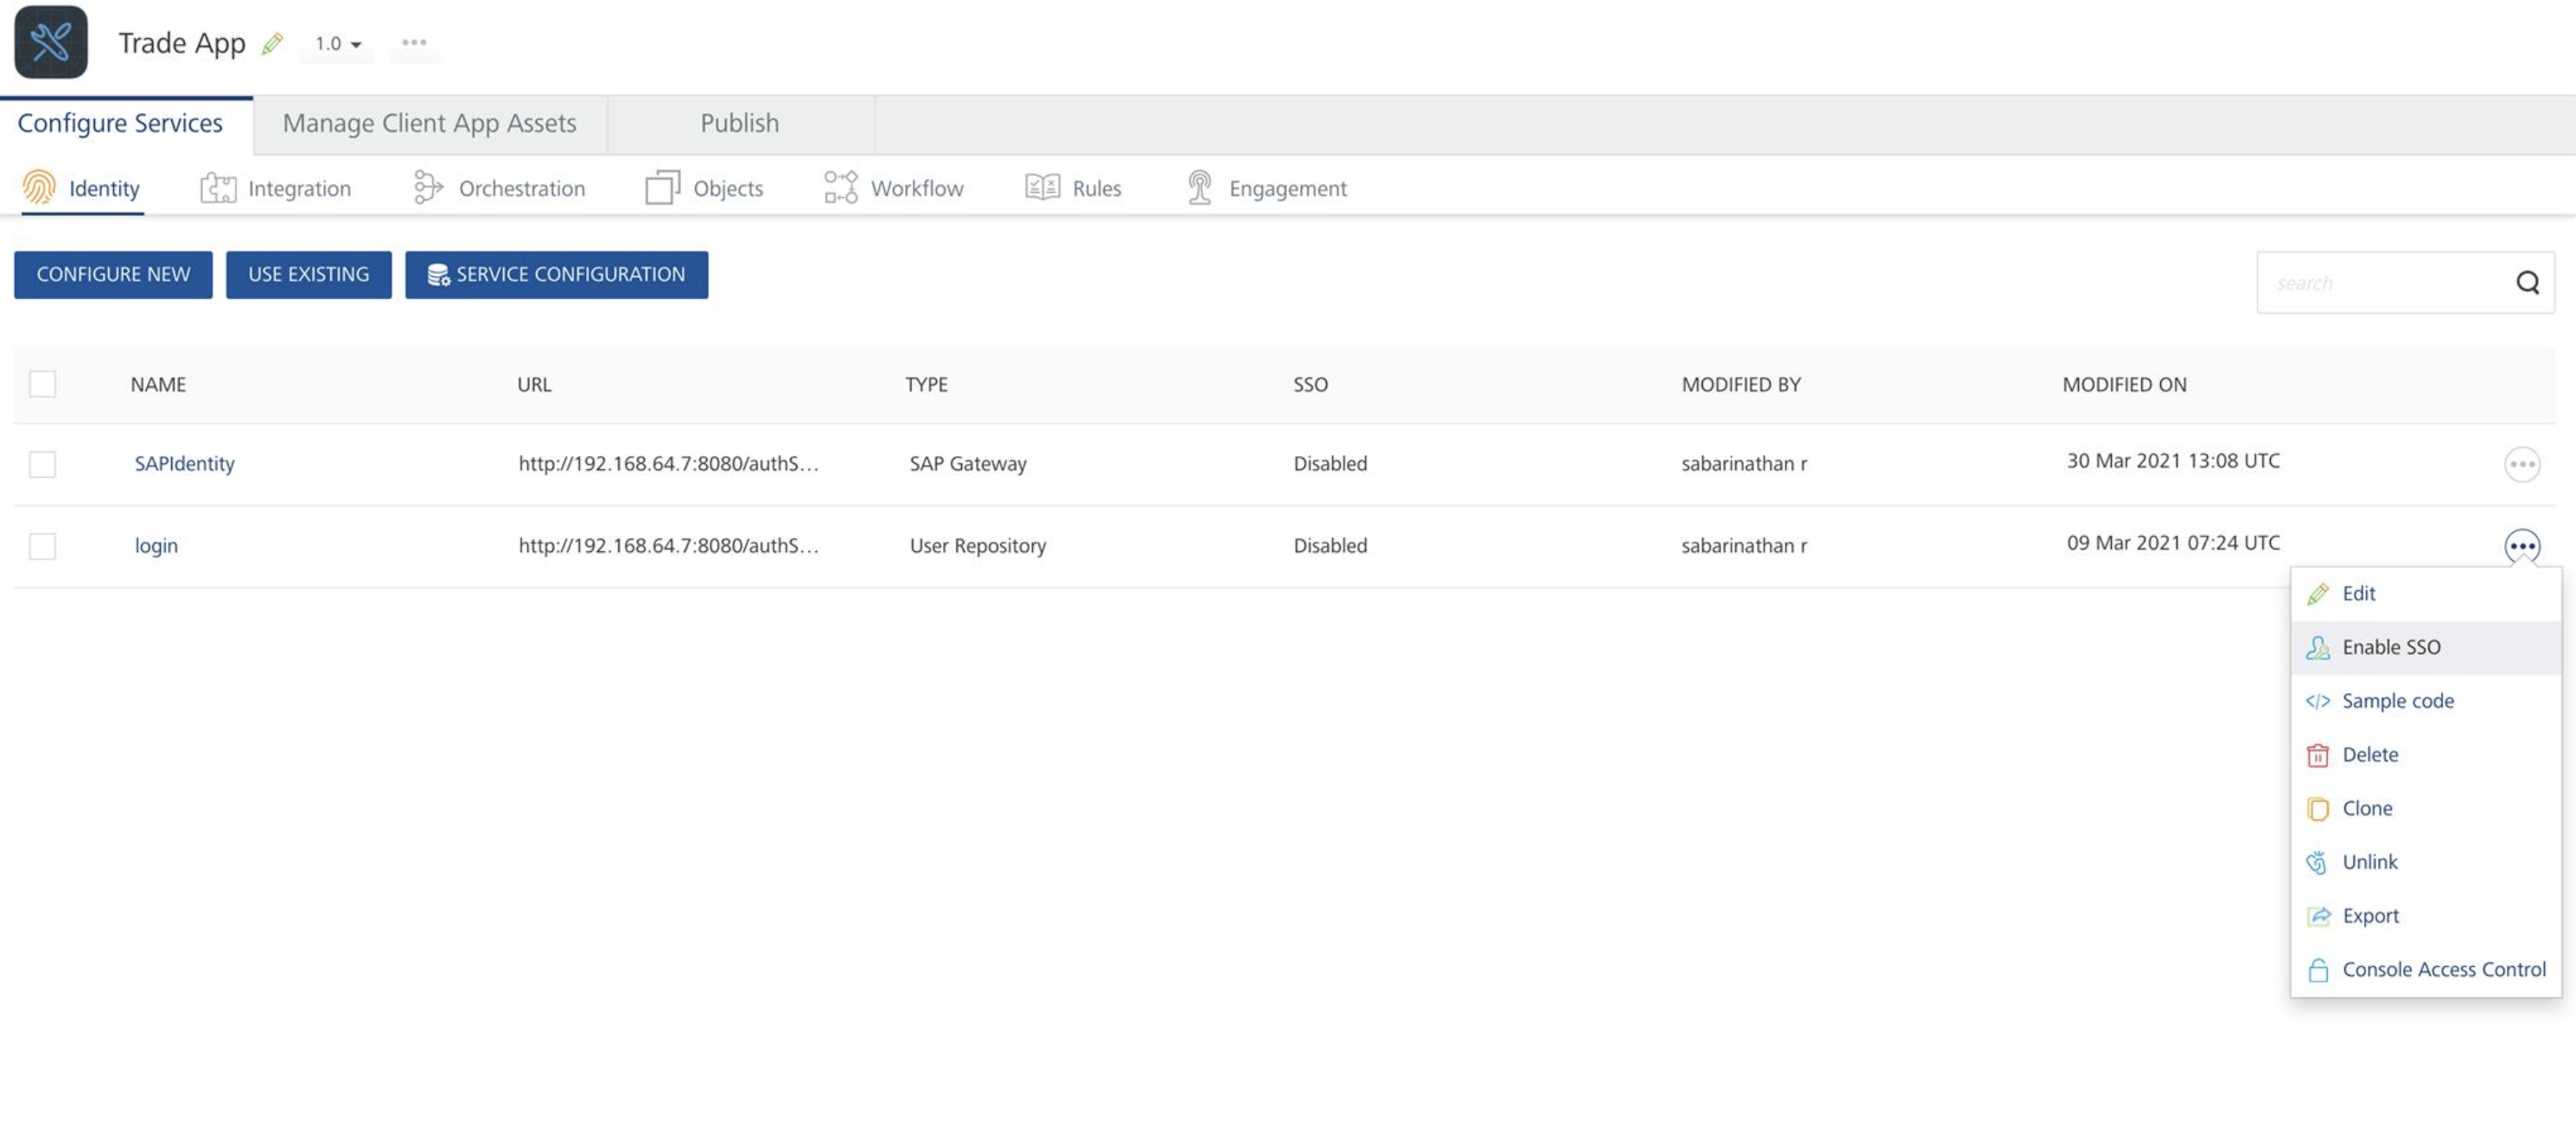 Trade App 1.0
Configure Services Manage Client App Assets Publish
Identity Integration Orchestration Objects Workflow Rules Engagement
CONFIGURE NEW USE EXISTING SERVICE CONFIGURATION search
NAME URL TYPE SSO MODIFIED BY MODIFIED ON
SAPIdentity http://192.168.64.7:8080/authS... SAP Gateway Disabled sabarinathan r 30 Mar 2021 13:08 UTC
login http://192.168.64.7:8080/authS... User Repository Disabled sabarinathan r 09 Mar 2021 07:24 UTC
Edit
Enable SSO
Sample code
Delete
Clone
Unlink
Export
Console Access Control